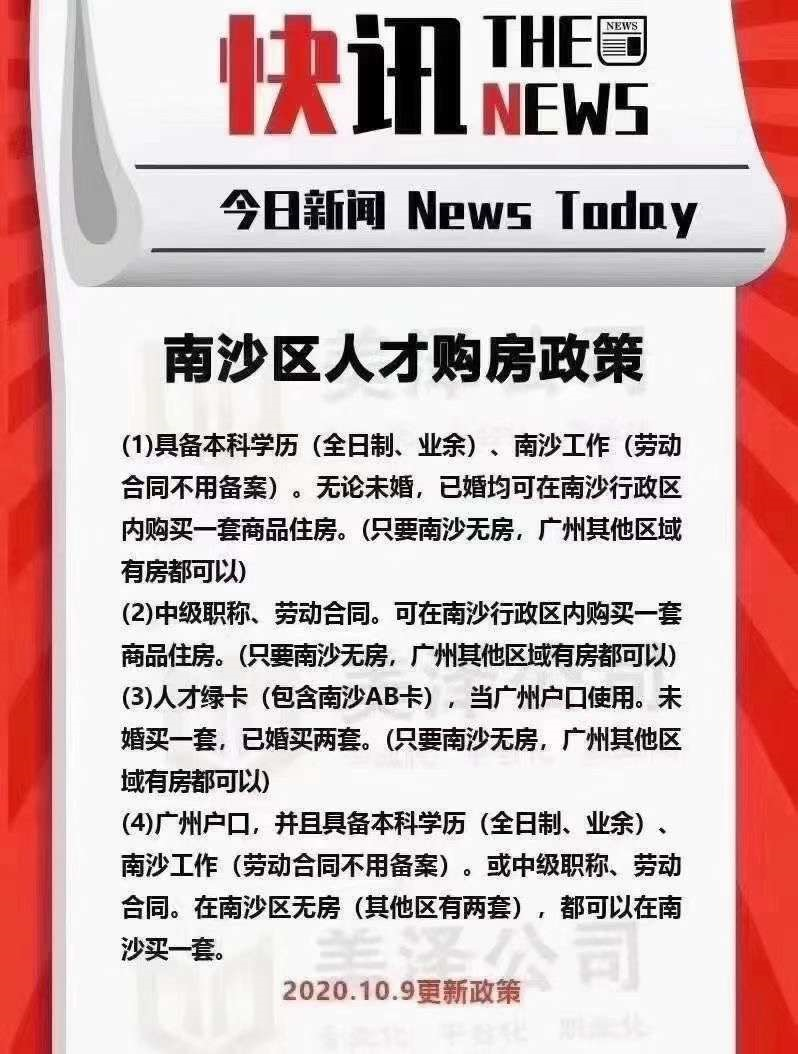 快讯 THE NEWS
NEWS
今日新闻 News Today
南沙区人才购房政策
(1)具备本科学历（全日制、业余）、南沙工作（劳动
合同不用备案）。无论未婚，已婚均可在南沙行政区
内购买一套商品住房。(只要南沙无房，广州其他区域
有房都可以)
(2)中级职称、劳动合同。可在南沙行政区内购买一套
商品住房。(只要南沙无房，广州其他区域有房都可以)
(3)人才绿卡（包含南沙AB卡），当广州户口使用。未
婚买一套，已婚买两套。(只要南沙无房，广州其他区
域有房都可以)
(4)广州户口，并且具备本科学历（全日制、业余）、
南沙工作（劳动合同不用备案）。或中级职称、劳动
合同。在南沙区无房（其他区有两套），都可以在南
沙买一套。
美泽公司
2020.10.9更新政策